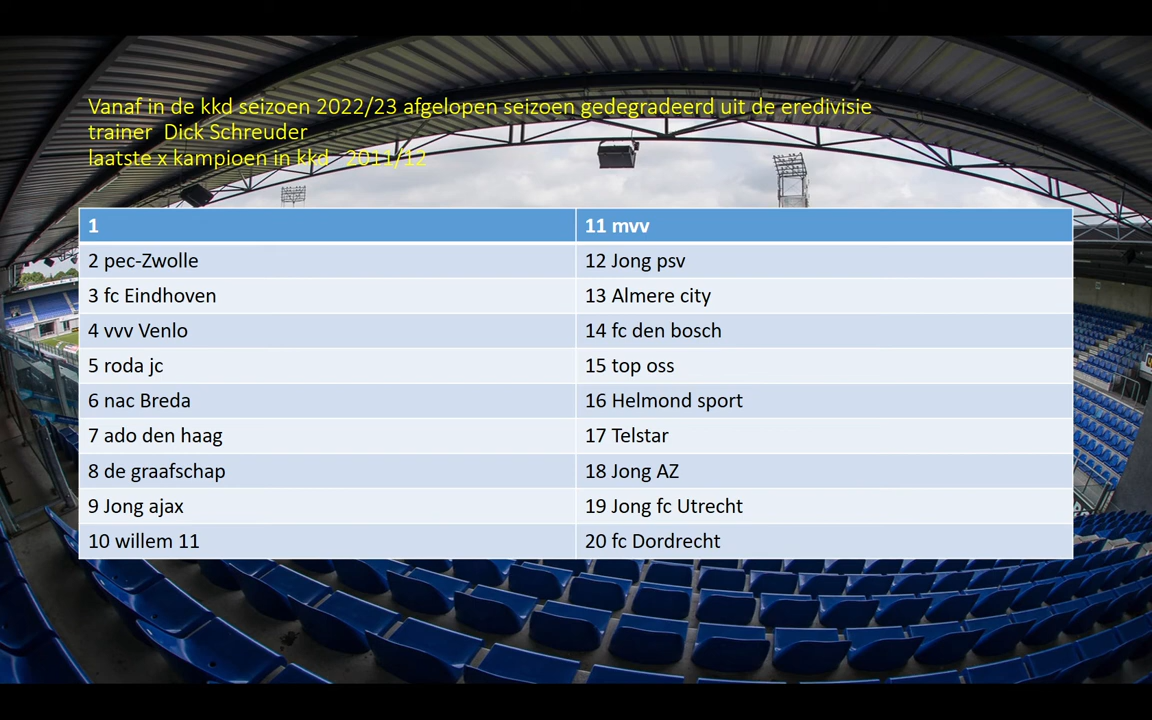 Vanaf in de kkd seizoen 2022/23 afgelopen seizoen gedegradeerd uit de eredivisie
trainer Dick Schreuder
laatste x kampioen in kkd 2011/12
1
2 pec-Zwolle
3 fc Eindhoven
4 vvv Venlo
5 roda jc
6 nac Breda
7 ado den haag
8 de graafschap
9 Jong ajax
10 willem 11
11 mvv
12 Jong psv
13 Almere city
14 fc den bosch
15 top oss
16 Helmond sport
17 Telstar
18 Jong AZ
19 Jong fc Utrecht
20 fc Dordrecht